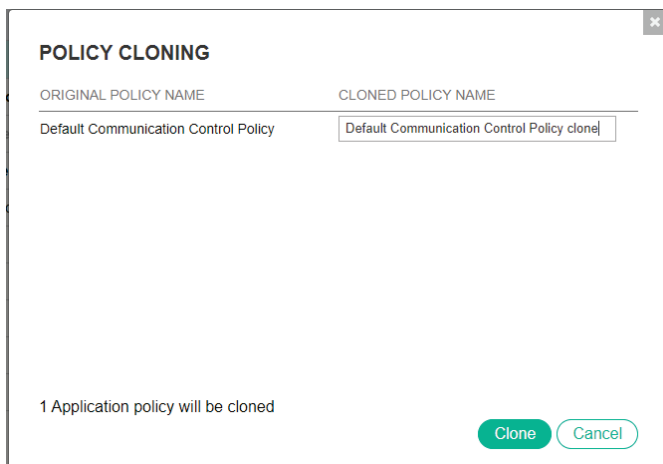 POLICY CLONING
ORIGINAL POLICY NAME CLONED POLICY NAME
Default Communication Control Policy Default Communication Control Policy clone
1 Application policy will be cloned
Clone Cancel